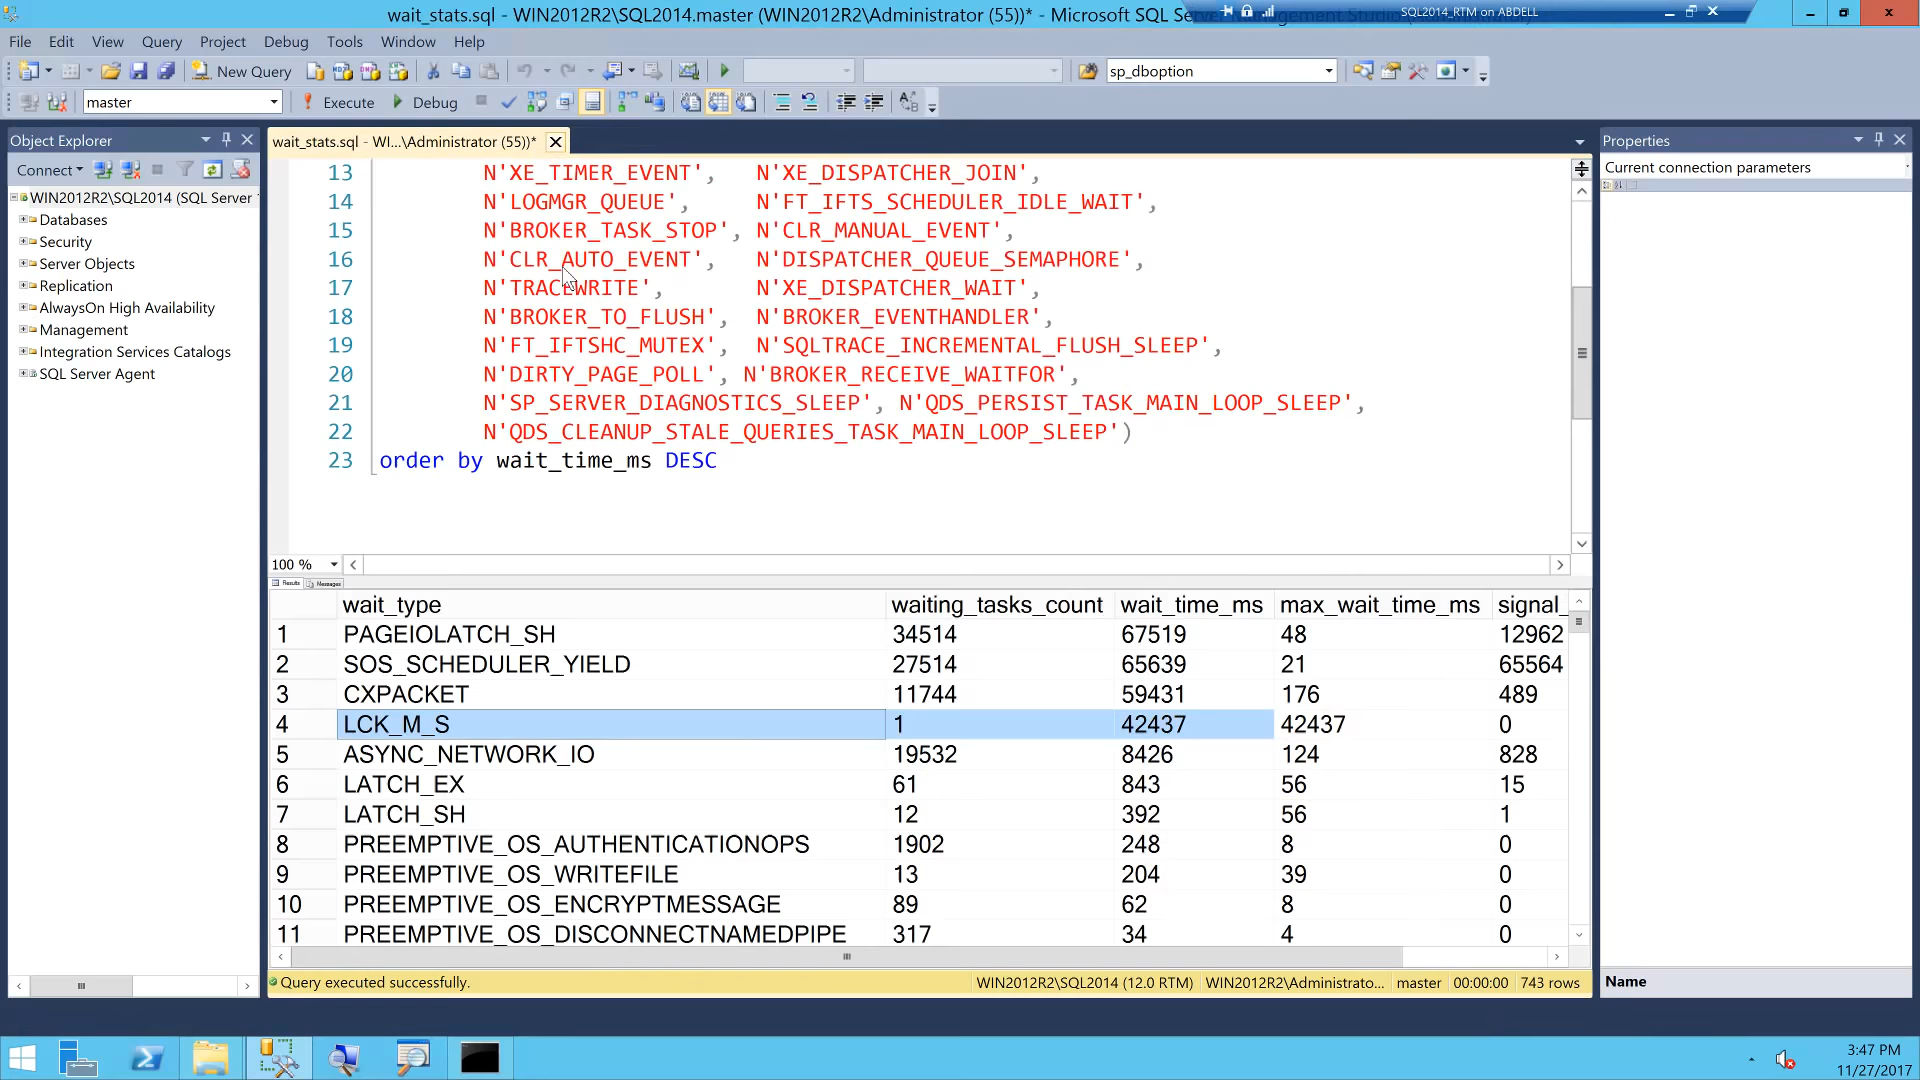 wait_stats.sql - WIN2012R2\SQL2014.master (WIN2012R2\Administrator (55))* - Microsoft SQL Server
SQL2014_RTM on ABDELL
File Edit View Query Project Debug Tools Window Help
New Query
sp_dboption
master
Execute
Debug
Object Explorer
Connect
WIN2012R2\SQL2014 (SQL Server
Databases
Security
Server Objects
Replication
AlwaysOn High Availability
Management
Integration Services Catalogs
SQL Server Agent
wait_stats.sql - WI...\Administrator (55))*
13 N'XE_TIMER_EVENT', N'XE_DISPATCHER_JOIN',
14 N'LOGMGR_QUEUE', N'FT_IFTS_SCHEDULER_IDLE_WAIT',
15 N'BROKER_TASK_STOP', N'CLR_MANUAL_EVENT',
16 N'CLR_AUTO_EVENT', N'DISPATCHER_QUEUE_SEMAPHORE',
17 N'TRACEWRITE', N'XE_DISPATCHER_WAIT',
18 N'BROKER_TO_FLUSH', N'BROKER_EVENTHANDLER',
19 N'FT_IFTSHC_MUTEX', N'SQLTRACE_INCREMENTAL_FLUSH_SLEEP',
20 N'DIRTY_PAGE_POLL', N'BROKER_RECEIVE_WAITFOR',
21 N'SP_SERVER_DIAGNOSTICS_SLEEP', N'QDS_PERSIST_TASK_MAIN_LOOP_SLEEP',
22 N'QDS_CLEANUP_STALE_QUERIES_TASK_MAIN_LOOP_SLEEP')
23 order by wait_time_ms DESC
100 %
Results Messages
wait_type waiting_tasks_count wait_time_ms max_wait_time_ms signal_
1 PAGEIOLATCH_SH 34514 67519 48 12962
2 SOS_SCHEDULER_YIELD 27514 65639 21 65564
3 CXPACKET 11744 59431 176 489
4 LCK_M_S 1 42437 42437 0
5 ASYNC_NETWORK_IO 19532 8426 124 828
6 LATCH_EX 61 843 56 15
7 LATCH_SH 12 392 56 1
8 PREEMPTIVE_OS_AUTHENTICATIONOPS 1902 248 8 0
9 PREEMPTIVE_OS_WRITEFILE 13 204 39 0
10 PREEMPTIVE_OS_ENCRYPTMESSAGE 89 62 8 0
11 PREEMPTIVE_OS_DISCONNECTNAMEDPIPE 317 34 4 0
Query executed successfully.
WIN2012R2\SQL2014 (12.0 RTM) WIN2012R2\Administrato... master 00:00:00 743 rows
Properties
Current connection parameters
Name
3:47 PM
11/27/2017